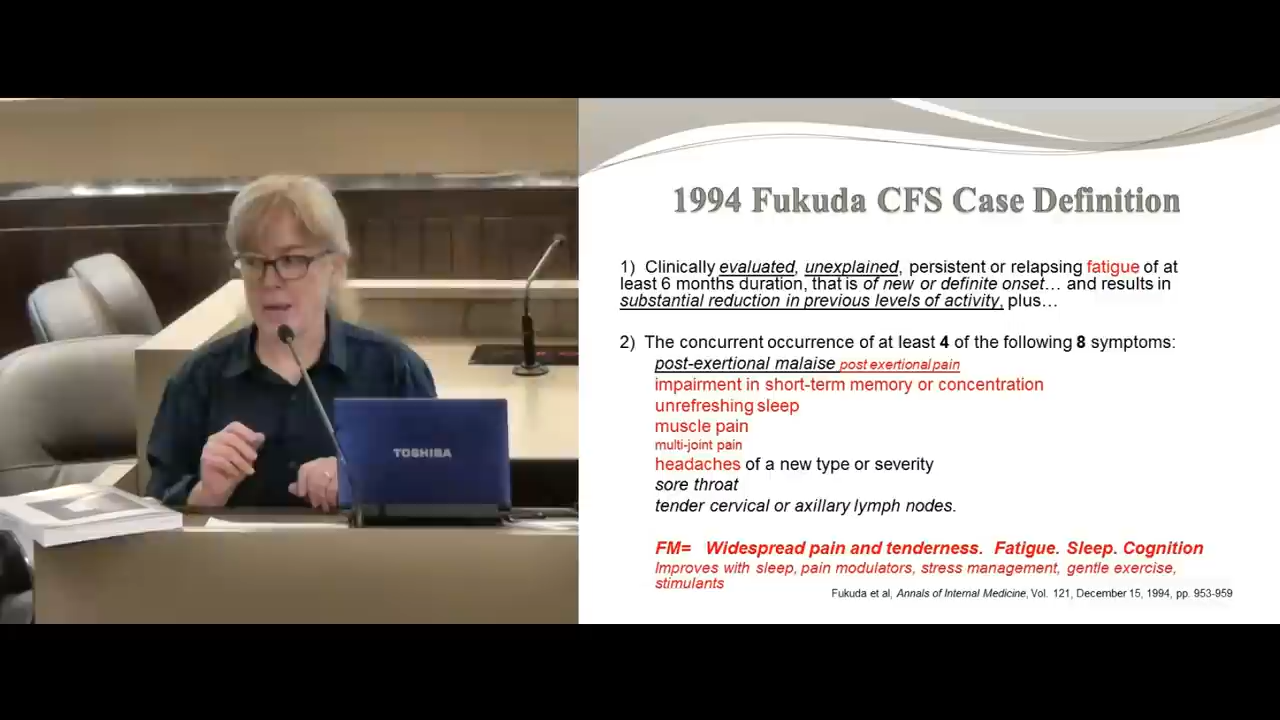 TOSHIBA
1994 Fukuda CFS Case Definition
1) Clinically evaluated, unexplained, persistent or relapsing fatigue of at
least 6 months duration, that is of new or definite onset… and results in
substantial reduction in previous levels of activity, plus…
2) The concurrent occurrence of at least 4 of the following 8 symptoms:
post-exertional malaise post exertional pain
impairment in short-term memory or concentration
unrefreshing sleep
muscle pain
multi-joint pain
headaches of a new type or severity
sore throat
tender cervical or axillary lymph nodes.
FM= Widespread pain and tenderness. Fatigue. Sleep. Cognition
Improves with sleep, pain modulators, stress management, gentle exercise,
stimulants
Fukuda et al, Annals of Internal Medicine, Vol. 121, December 15, 1994, pp. 953-959